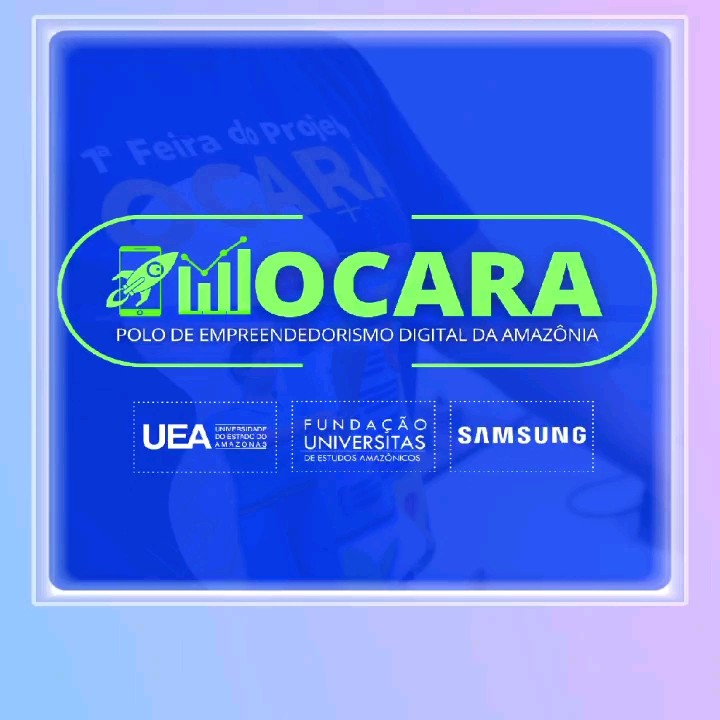 1ª Feira do Projet
OCARA
OCARA
POLO DE EMPREENDEDORISMO DIGITAL DA AMAZÔNIA
UEA
UNIVERSIDADE
DO ESTADO DO
AMAZONAS
FUNDAÇÃO
UNIVERSITAS
DE ESTUDOS AMAZÔNICOS
SAMSUNG